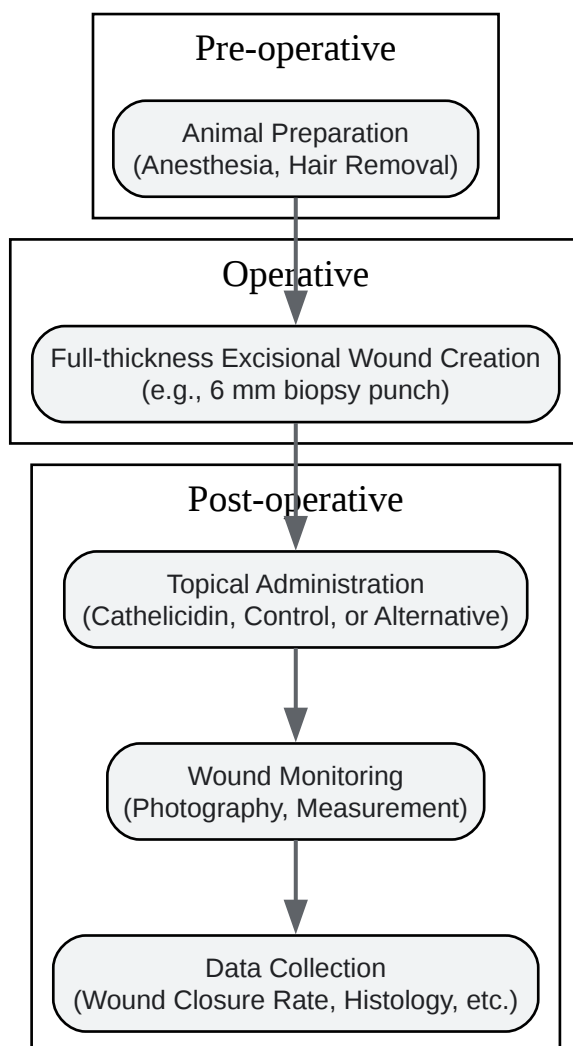 Pre-operative
Animal Preparation
(Anesthesia, Hair Removal)
Operative
Full-thickness Excisional Wound Creation
(e.g., 6 mm biopsy punch)
Post-operative
Topical Administration
(Cathelicidin, Control, or Alternative)
Wound Monitoring
(Photography, Measurement)
Data Collection
(Wound Closure Rate, Histology, etc.)